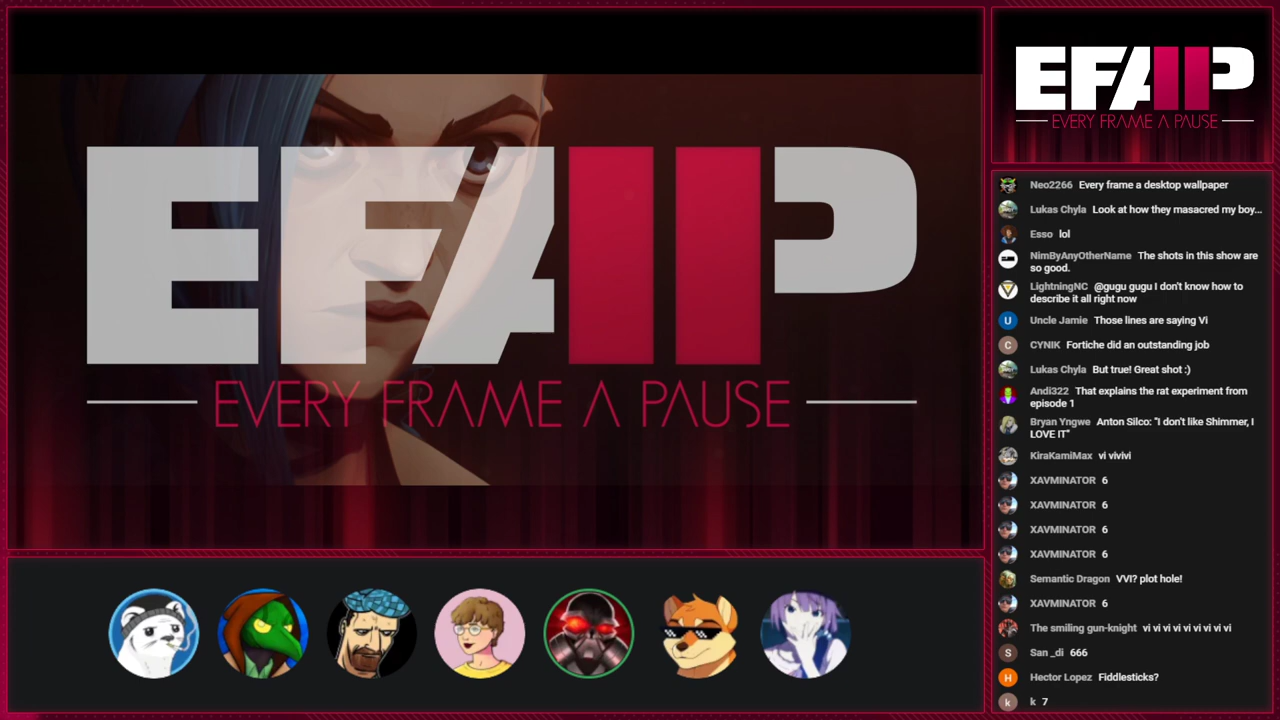 EFAP
EVERY FRAME A PAUSE
EFAP
EVERY FRAME A PAUSE
Neo2266 Every frame a desktop wallpaper
Lukas Chyla Look at how they masacred my boy...
Esso lol
NimByAnyOtherName The shots in this show are
so good.
LightningNC @gugu gugu I don't know how to
describe it all right now
U
Uncle Jamie Those lines are saying Vi
C
CYNIK Fortiche did an outstanding job
Lukas Chyla But true! Great shot :)
Andi322 That explains the rat experiment from
episode 1
Bryan Yngwe Anton Silco: "I don't like Shimmer, I
LOVE IT"
KiraKamiMax vi vivivi
XAVMINATOR 6
XAVMINATOR 6
XAVMINATOR 6
XAVMINATOR 6
Semantic Dragon VVI? plot hole!
XAVMINATOR 6
The smiling gun-knight vi vi vi vi vi vi vi vi vi
S
San _di 666
H
Hector Lopez Fiddlesticks?
k
k 7